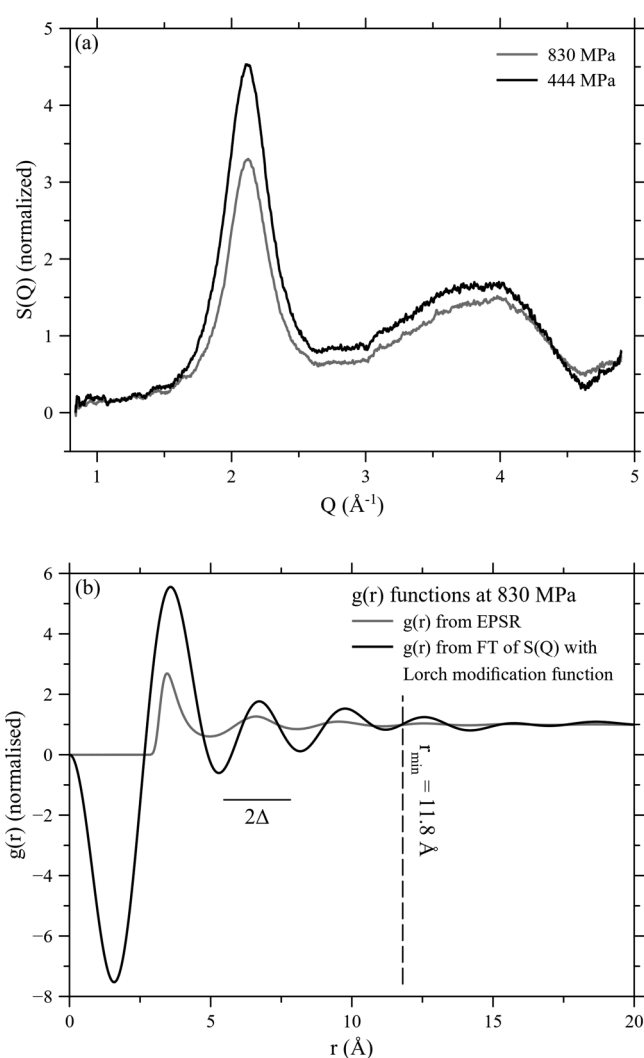 (a)
830 MPa
444 MPa
5
4
3
2
1
0
S(Q) (normalized)
1
2
3
4
5
Q (Å-1)
(b)
g(r) functions at 830 MPa
g(r) from EPSR
g(r) from FT of S(Q) with
Lorch modification function
6
4
2
0
−2
−4
−6
−8
g(r) (normalised)
2Δ
rmin = 11.8 Å
0
5
10
15
20
r (Å)